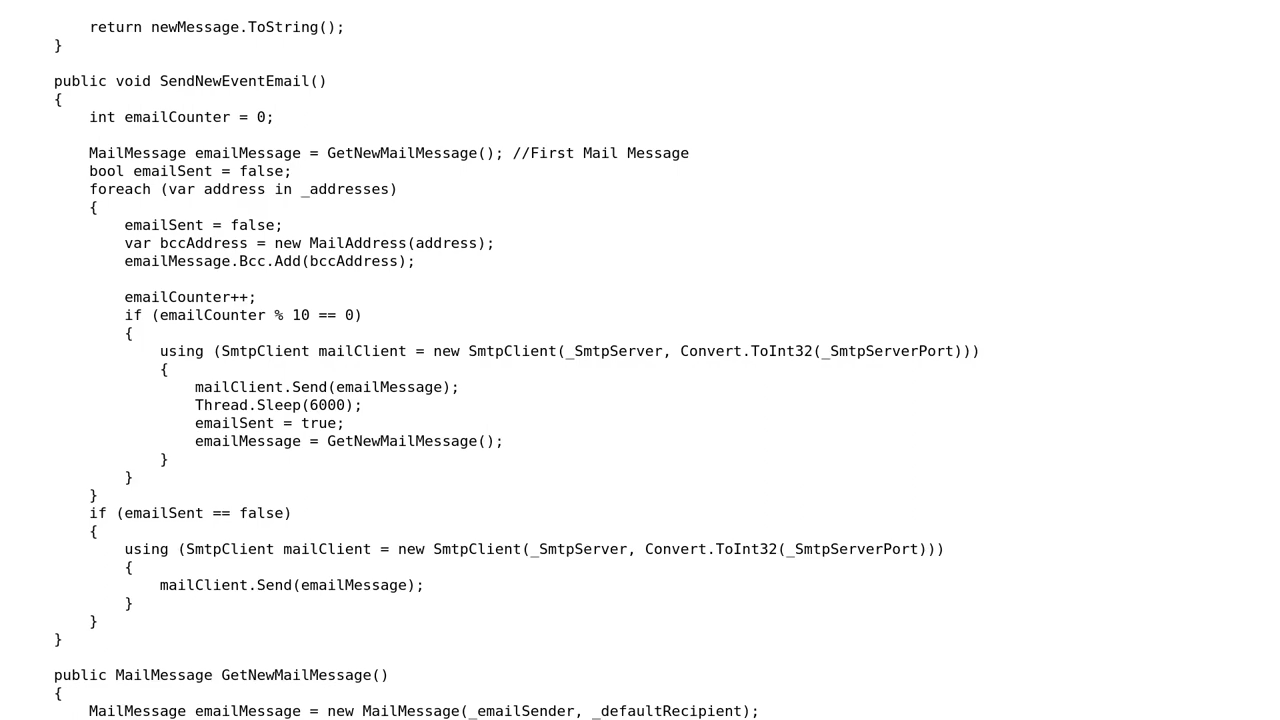 return newMessage.ToString();
}
public void SendNewEventEmail()
{
int emailCounter = 0;
MailMessage emailMessage = GetNewMailMessage(); //First Mail Message
bool emailSent = false;
foreach (var address in _addresses)
{
emailSent = false;
var bccAddress = new MailAddress(address);
emailMessage.Bcc.Add(bccAddress);
emailCounter++;
if (emailCounter % 10 == 0)
{
using (SmtpClient mailClient = new SmtpClient(_SmtpServer, Convert.ToInt32(_SmtpServerPort)))
{
mailClient.Send(emailMessage);
Thread.Sleep(6000);
emailSent = true;
emailMessage = GetNewMailMessage();
}
}
}
if (emailSent == false)
{
using (SmtpClient mailClient = new SmtpClient(_SmtpServer, Convert.ToInt32(_SmtpServerPort)))
{
mailClient.Send(emailMessage);
}
}
}
public MailMessage GetNewMailMessage()
{
MailMessage emailMessage = new MailMessage(_emailSender, _defaultRecipient);